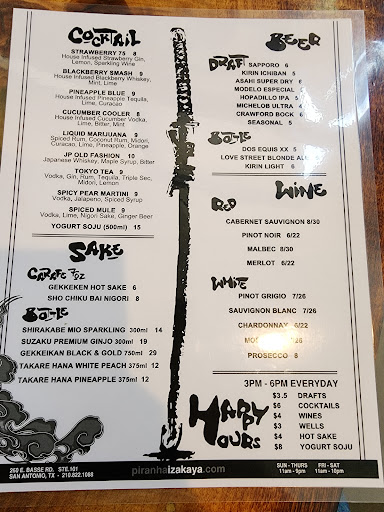 COCKTAIL
STRAWBERRY 75 8
House Infused Strawberry Gin,
Lemon, Sparkling Wine
BLACKBERRY SMASH 9
House Infused Blackberry Whiskey,
Mint, Lime
PINEAPPLE BLUE 9
House Infused Pineapple Tequila,
Lime, Curacao
CUCUMBER COOLER 8
House Infused Cucumber Vodka,
Lime, Bitter, Mint
LIQUID MARIJUANA 9
Spiced Rum, Coconut Rum, Midori,
Curacao, Lime, Pineapple, Orange
JP OLD FASHION 10
Japanese Whiskey, Maple Syrup, Bitter
TOKYO TEA 9
Vodka, Gin, Rum, Tequila, Triple Sec,
Midori, Lemon
SPICY PEAR MARTINI 9
Vodka, Jalapeno, Spiced Syrup
SPICED MULE 9
Vodka, Lime, Nigori Sake, Ginger Beer
YOGURT SOJU (500ml) 15
SAKE
CARAFE 7oz
GEKKEKEN HOT SAKE 6
SHO CHIKU BAI NIGORI 8
BOTTLE
SHIRAKABE MIO SPARKLING 300ml 14
SUZAKU PREMIUM GINJO 300ml 19
GEKKEIKAN BLACK & GOLD 750ml 29
TAKARE HANA WHITE PEACH 375ml 12
TAKARE HANA PINEAPPLE 375ml 12
260 E. BASSE RD. STE.101
SAN ANTONIO, TX - 210.822.1088
BEER
DRAFT
SAPPORO 6
KIRIN ICHIBAN 5
ASAHI SUPER DRY 6
MODELO ESPECIAL 5
HOPADILLO IPA 5
MICHELOB ULTRA 4
CRAWFORD BOCK 6
SEASONAL 5
BOTTLE
DOS EQUIS XX 5
LOVE STREET BLONDE ALE
KIRIN LIGHT 6
WINE
RED
CABERNET SAUVIGNON 8/30
PINOT NOIR 6/22
MALBEC 8/30
MERLOT 6/22
WHITE
PINOT GRIGIO 7/26
SAUVIGNON BLANC 7/26
CHARDONNAY 6/22
6/22
PROSECCO 8
HAPPY HOURS
3PM - 6PM EVERYDAY
$3.5 DRAFTS
$6 COCKTAILS
$4 WINES
$3 WELLS
$4 HOT SAKE
$8 YOGURT SOJU
piranhaizakaya.com
SUN - THURS
11am - 9pm
FRI - SAT
11am - 10pm